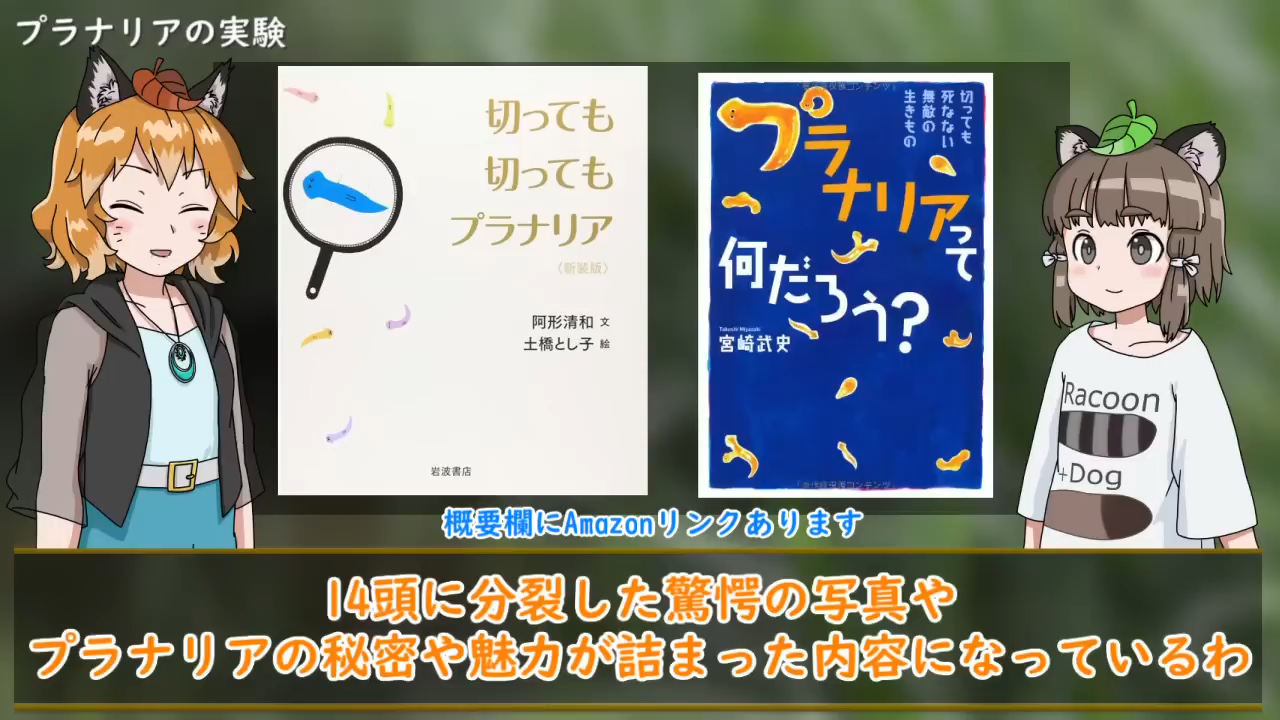 プラナリアの実験
切っても
切っても
プラナリア
〈新装版〉
阿形清和 文
土橋とし子 絵
岩波書店
切っても
死なない
無敵の
生きもの
プラナリアって
何だろう?
Takeshi Miyazaki
宮崎武史
Racoon
+Dog
概要欄にAmazonリンクあります
14頭に分裂した驚愕の写真や
プラナリアの秘密や魅力が詰まった内容になっているわ